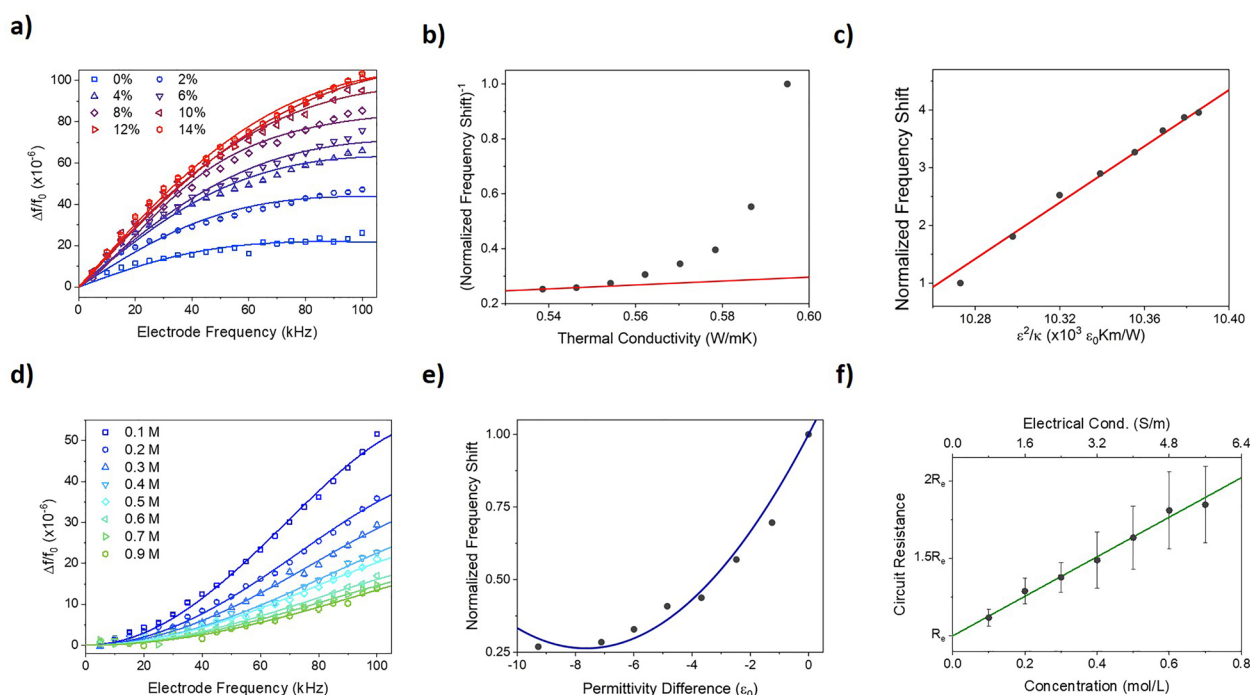 a)
100
80
60
40
20
0
0% 2%
4% 6%
8% 10%
12% 14%
Δf/f₀ (x10⁻⁶)
0 20 40 60 80 100
Electrode Frequency (kHz)
b)
1.0
0.8
0.6
0.4
0.2
(Normalized Frequency Shift)⁻¹
0.54 0.56 0.58 0.60
Thermal Conductivity (W/mK)
c)
4
3
2
1
Normalized Frequency Shift
10.28 10.32 10.36 10.40
ε²/κ (x10³ ε₀Km/W)
d)
50
40
30
20
10
0
0.1 M
0.2 M
0.3 M
0.4 M
0.5 M
0.6 M
0.7 M
0.9 M
Δf/f₀ (x10⁻⁶)
0 20 40 60 80 100
Electrode Frequency (kHz)
e)
1.00
0.75
0.50
0.25
Normalized Frequency Shift
-10 -8 -6 -4 -2 0
Permittivity Difference (ε₀)
f)
Electrical Cond. (S/m)
0.0 1.6 3.2 4.8 6.4
2Rₑ
1.5Rₑ
Rₑ
Circuit Resistance
0.0 0.2 0.4 0.6 0.8
Concentration (mol/L)